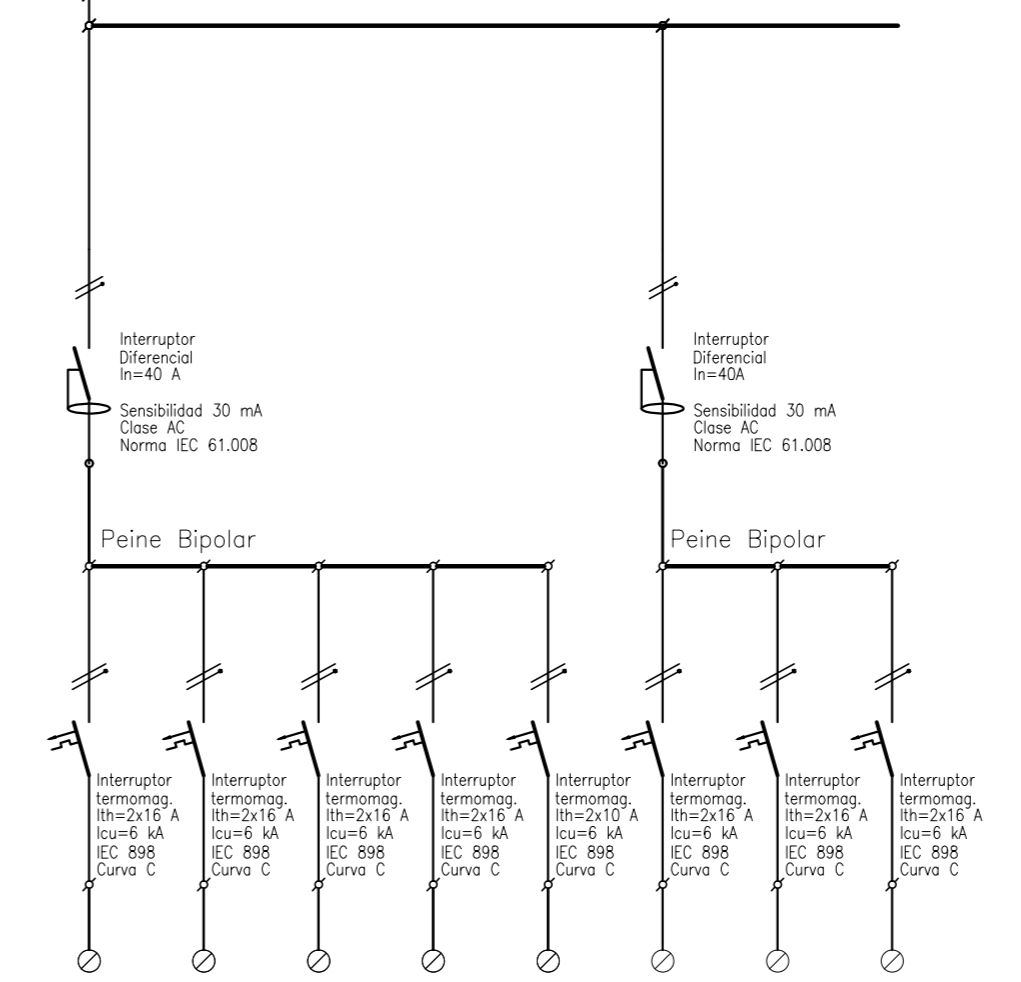 Interruptor
Diferencial
In=40 A
Sensibilidad 30 mA
Clase AC
Norma IEC 61.008
Interruptor
Diferencial
In=40A
Sensibilidad 30 mA
Clase AC
Norma IEC 61.008
Peine Bipolar
Peine Bipolar
Interruptor
termomag.
Ith=2x16 A
Icu=6 kA
IEC 898
Curva C
Interruptor
termomag.
Ith=2x16 A
Icu=6 kA
IEC 898
Curva C
Interruptor
termomag.
Ith=2x16 A
Icu=6 kA
IEC 898
Curva C
Interruptor
termomag.
Ith=2x16 A
Icu=6 kA
IEC 898
Curva C
Interruptor
termomag.
Ith=2x10 A
Icu=6 kA
IEC 898
Curva C
Interruptor
termomag.
Ith=2x16 A
Icu=6 kA
IEC 898
Curva C
Interruptor
termomag.
Ith=2x16 A
Icu=6 kA
IEC 898
Curva C
Interruptor
termomag.
Ith=2x16 A
Icu=6 kA
IEC 898
Curva C